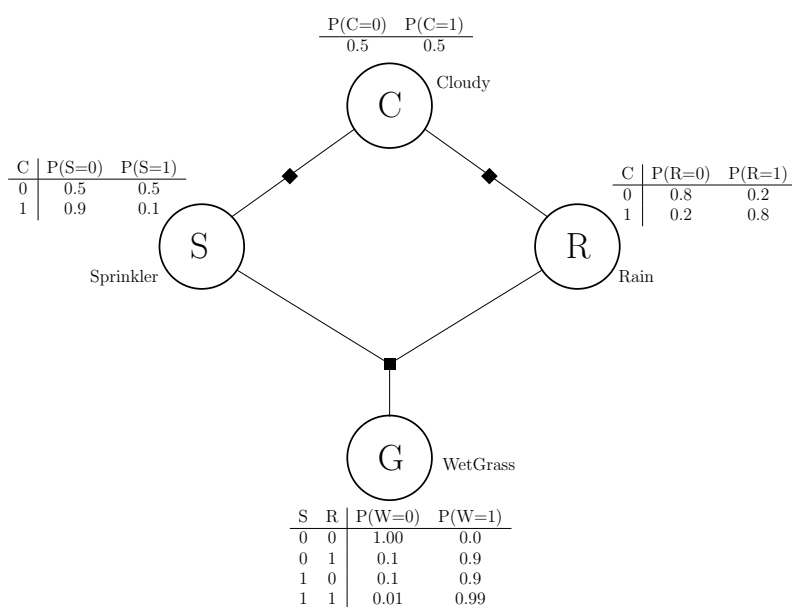 P(C=0) P(C=1)
0.5 0.5
C
Cloudy
C P(S=0) P(S=1)
0 0.5 0.5
1 0.9 0.1
S
Sprinkler
C P(R=0) P(R=1)
0 0.8 0.2
1 0.2 0.8
R
Rain
G
WetGrass
S R P(W=0) P(W=1)
0 0 1.00 0.0
0 1 0.1 0.9
1 0 0.1 0.9
1 1 0.01 0.99